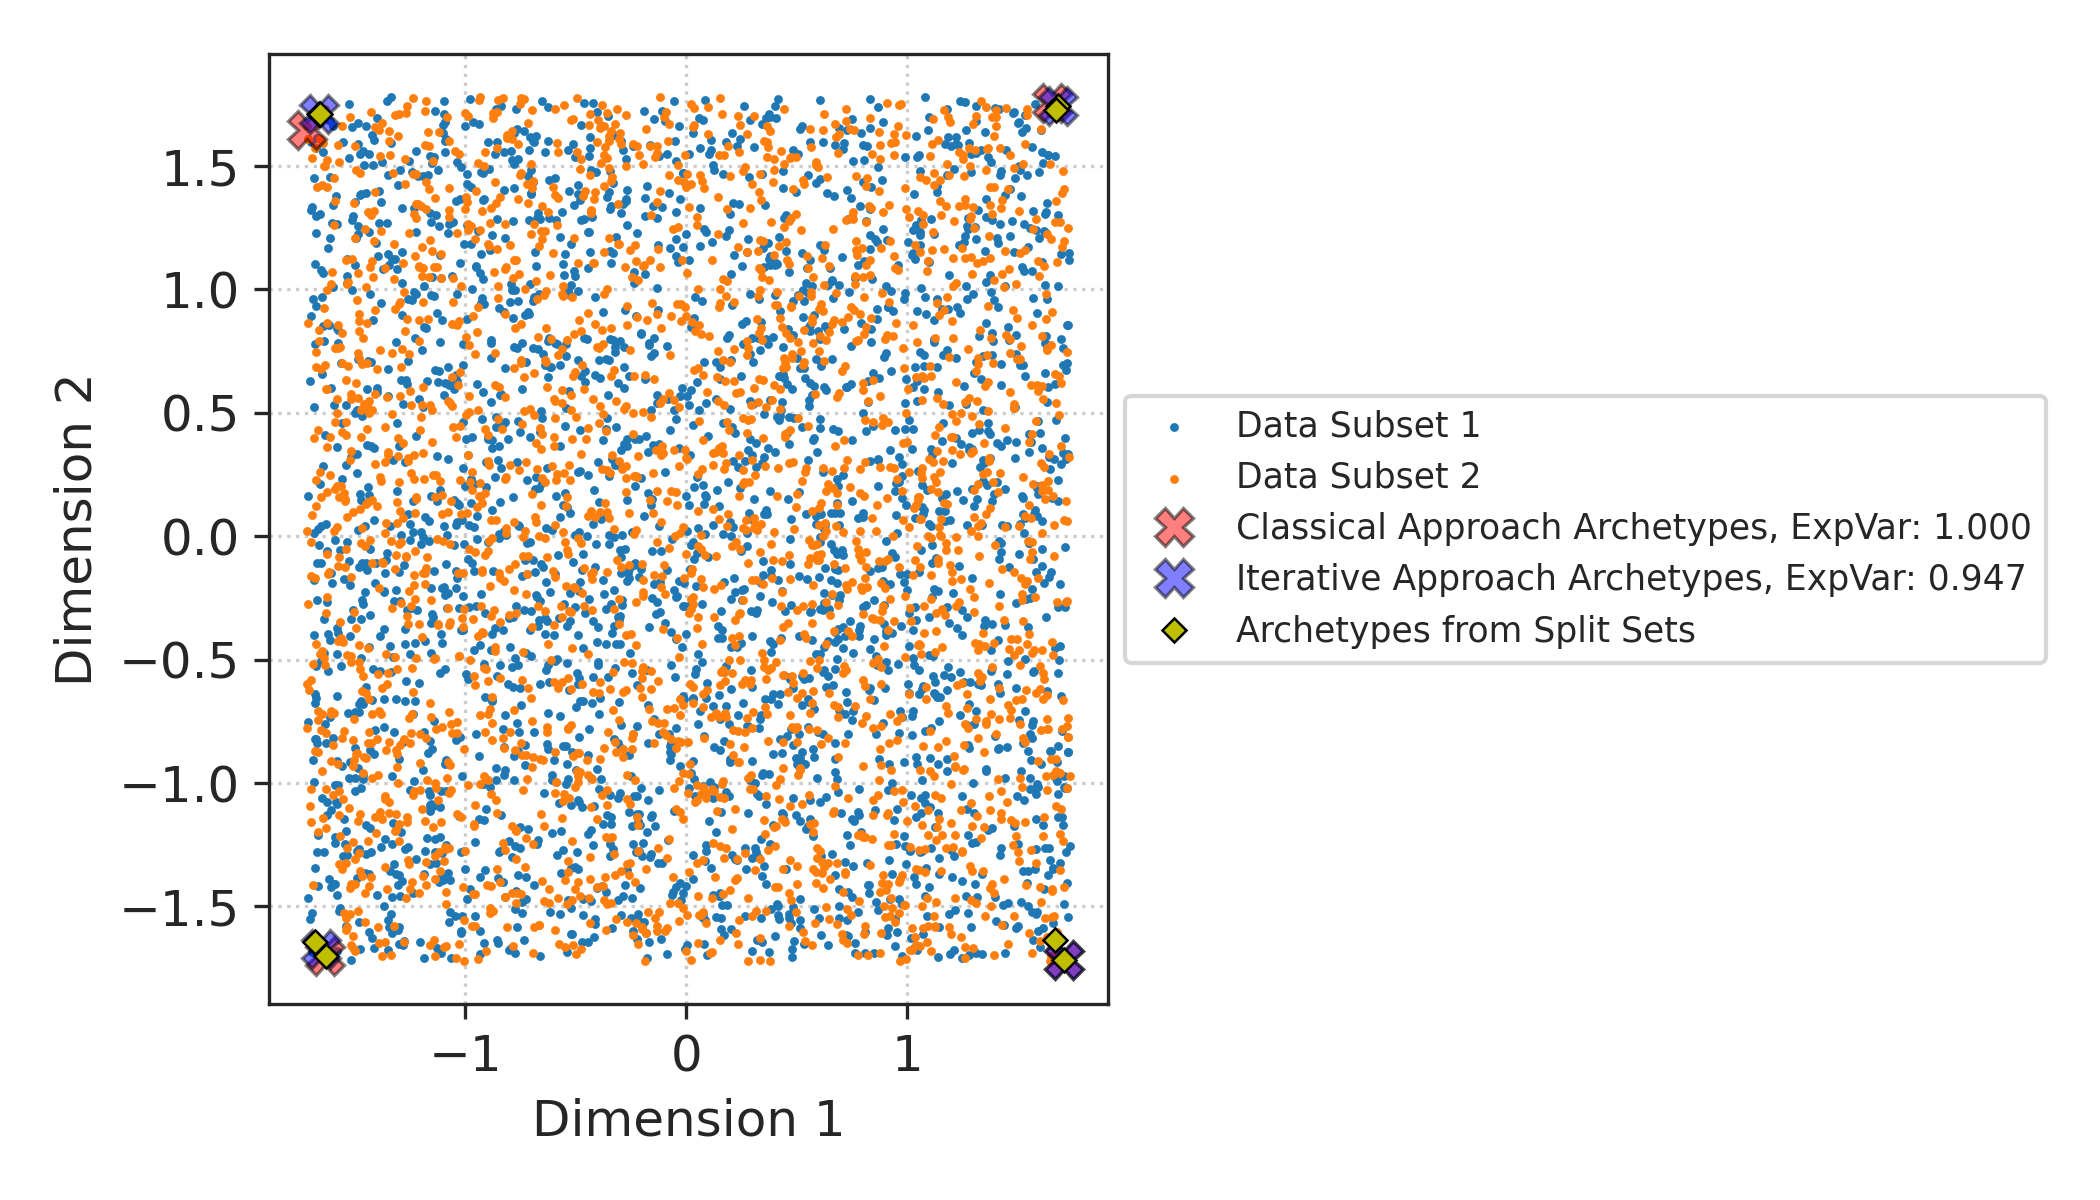 1.5
1.0
0.5
0.0
−0.5
−1.0
−1.5
Dimension 2
−1
0
1
Dimension 1
Data Subset 1
Data Subset 2
Classical Approach Archetypes, ExpVar: 1.000
Iterative Approach Archetypes, ExpVar: 0.947
Archetypes from Split Sets